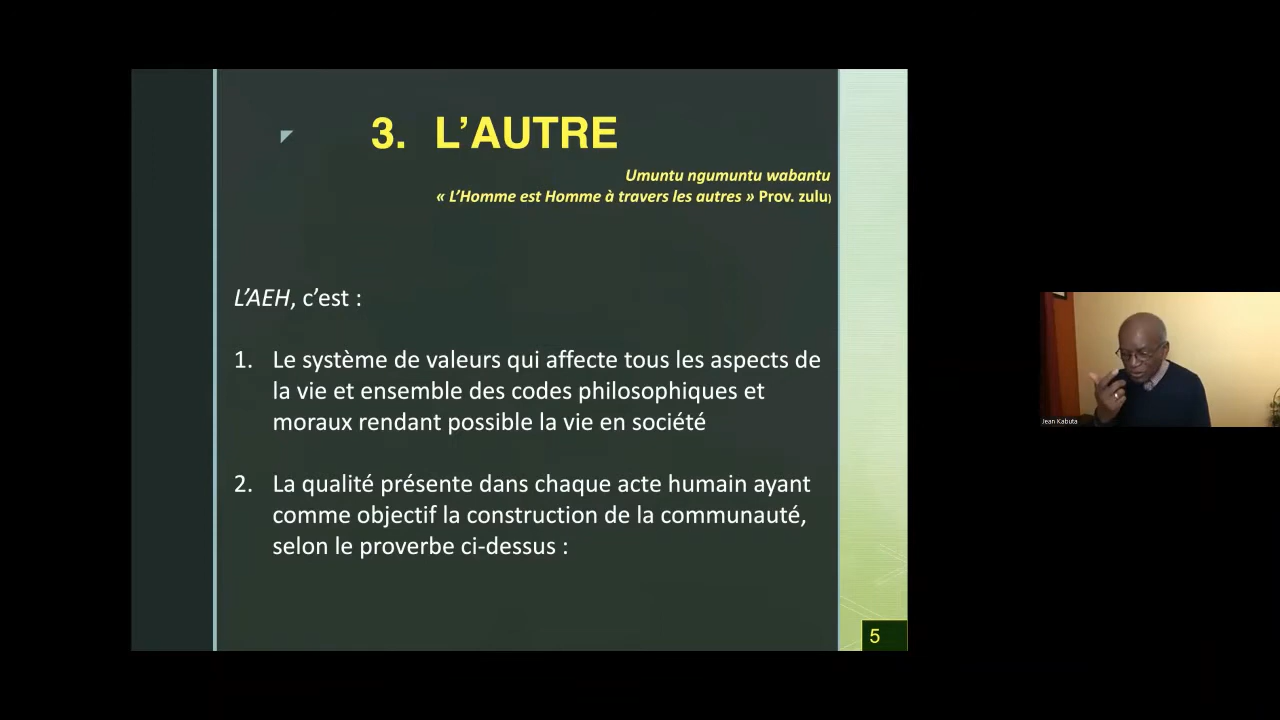 3. L’AUTRE
Umuntu ngumuntu wabantu
« L’Homme est Homme à travers les autres » Prov. zulu)
L’AEH, c’est :
1. Le système de valeurs qui affecte tous les aspects de
la vie et ensemble des codes philosophiques et
moraux rendant possible la vie en société
2. La qualité présente dans chaque acte humain ayant
comme objectif la construction de la communauté,
selon le proverbe ci-dessus :
5
Jean Kabuta